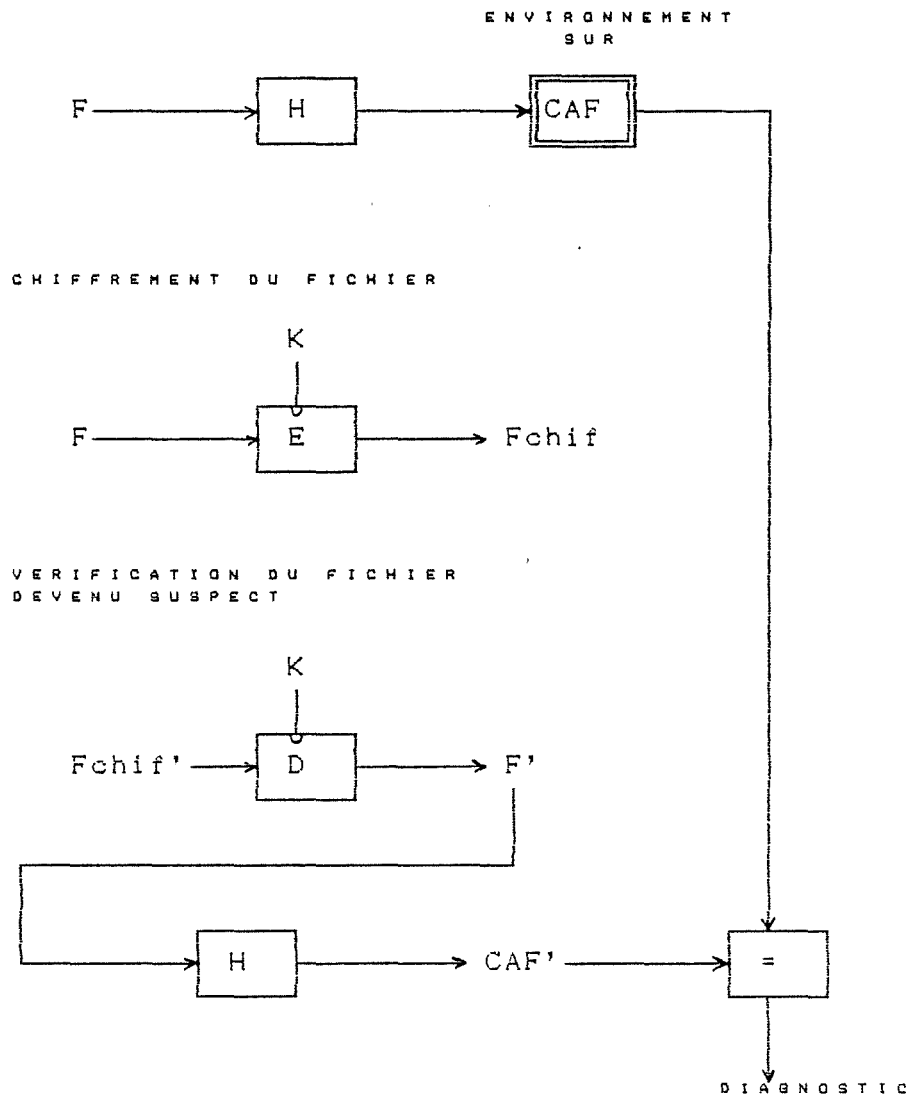 ENVIRONNEMENT
SUR
F H CAF
CHIFFREMENT DU FICHIER
K
F E Fchif
VERIFICATION DU FICHIER
DEVENU SUSPECT
K
Fchif' D F'
H CAF' =
DIAGNOSTIC